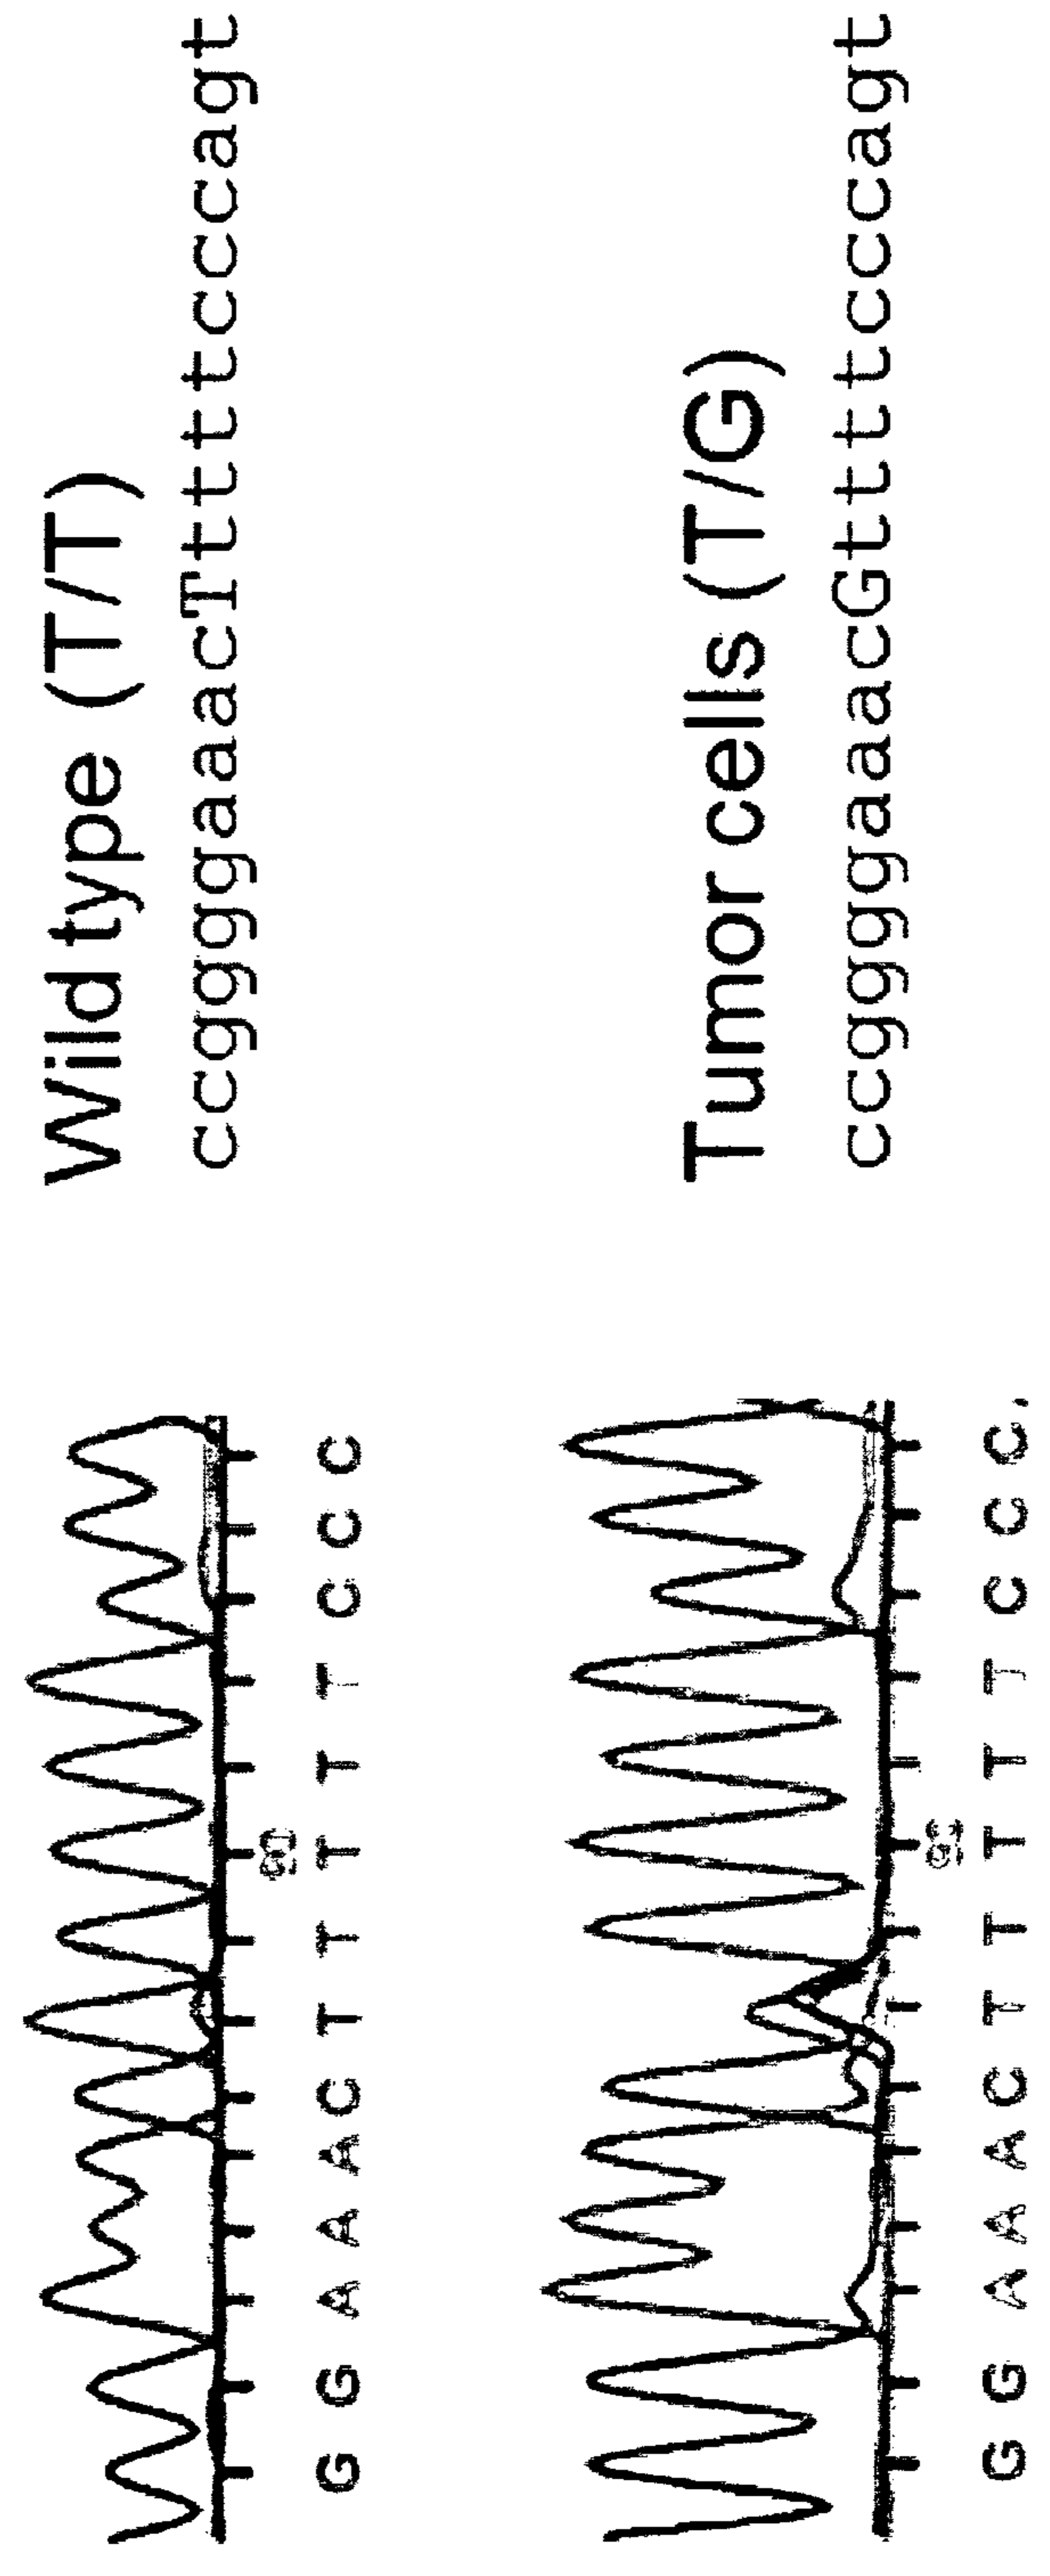 Wild type (T/T)
ccggggaaacTttttcccagt
G G A A A C T T T T T C C C
Tumor cells (T/G)
ccggggaaacGttttcccagt
G G A A A C T T T T T C C C